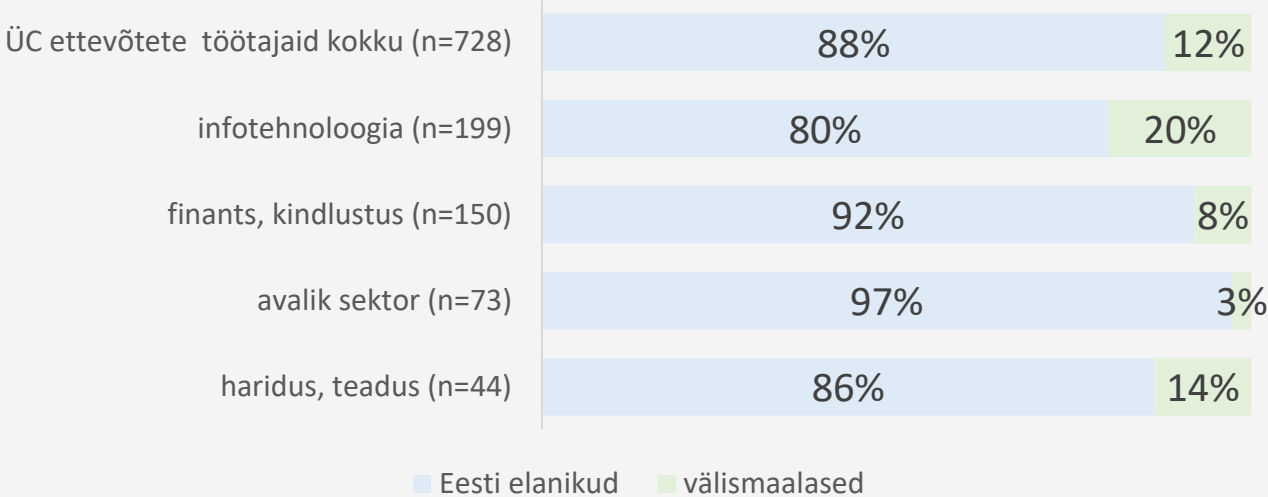 ÜC ettevõtete töötajaid kokku (n=728) 88% 12%
infotehnoloogia (n=199) 80% 20%
finants, kindlustus (n=150) 92% 8%
avalik sektor (n=73) 97% 3%
haridus, teadus (n=44) 86% 14%
Eesti elanikud välismaalased